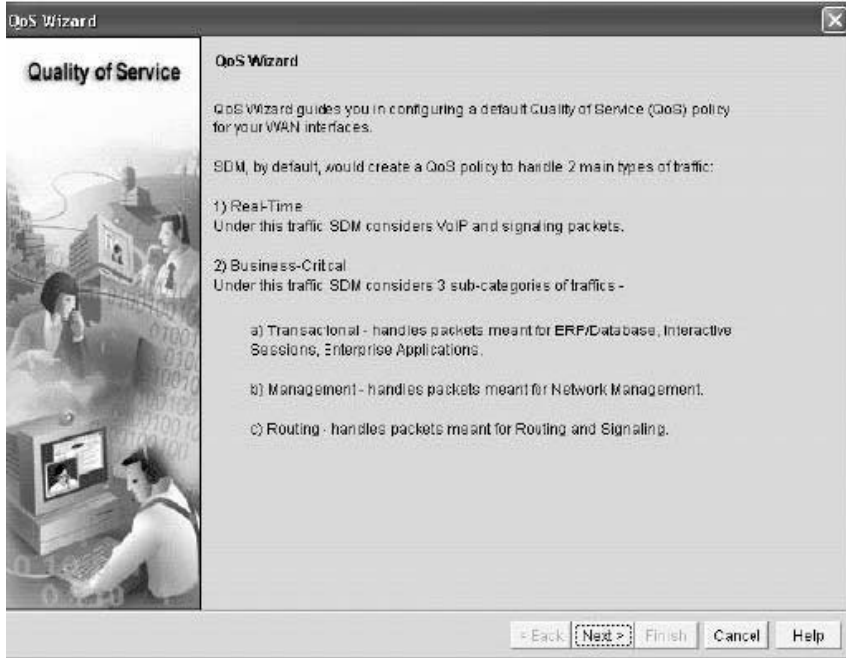 QoS Wizard
Quality of Service
QoS Wizard
QoS Wizard guides you in configuring a default Quality of Service (QoS) policy
for your WAN interfaces.
SDM, by default, would create a QoS policy to handle 2 main types of traffic:
1) Real-Time
Under this traffic SDM considers VoIP and signaling packets.
2) Business-Critical
Under this traffic SDM considers 3 sub-categories of traffics -
a) Transactional - handles packets meant for ERP/Database, Interactive
Sessions, Enterprise Applications.
b) Management - handles packets meant for Network Management.
c) Routing - handles packets meant for Routing and Signaling.
< Back Next > Finish Cancel Help